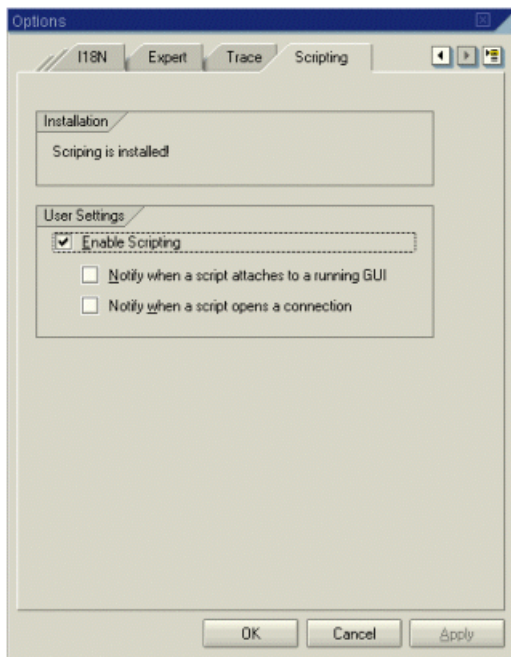 Options
I18N Expert Trace Scripting
Installation
Scriping is installed!
User Settings
Enable Scripting
Notify when a script attaches to a running GUI
Notify when a script opens a connection
OK Cancel Apply